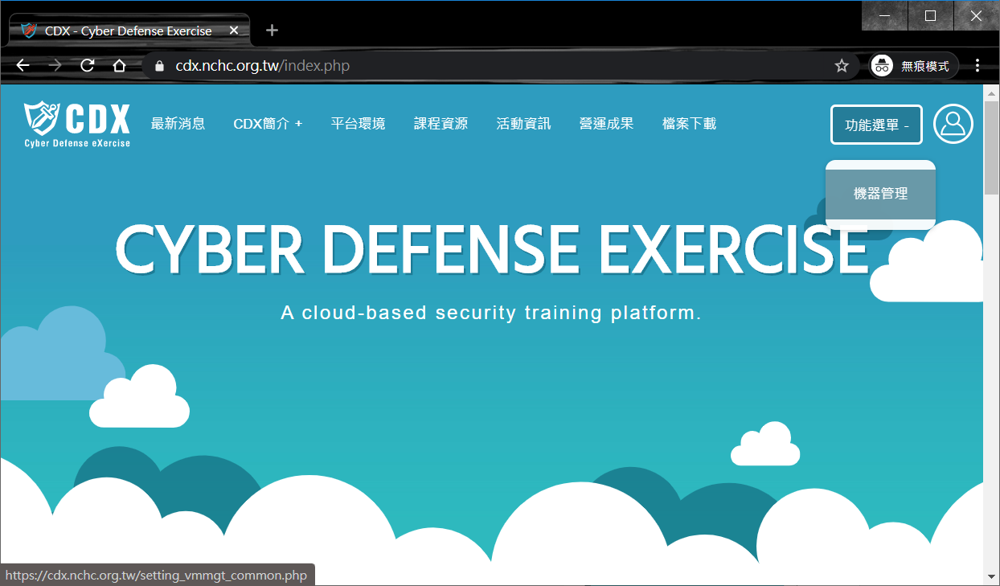 CDX - Cyber Defense Exercise
cdx.nchc.org.tw/index.php
無痕模式
CDX
Cyber Defense eXercise
最新消息 CDX簡介 + 平台環境 課程資源 活動資訊 營運成果 檔案下載
功能選單 -
機器管理
CYBER DEFENSE EXERCISE
A cloud-based security training platform.
https://cdx.nchc.org.tw/setting_vmmgt_common.php